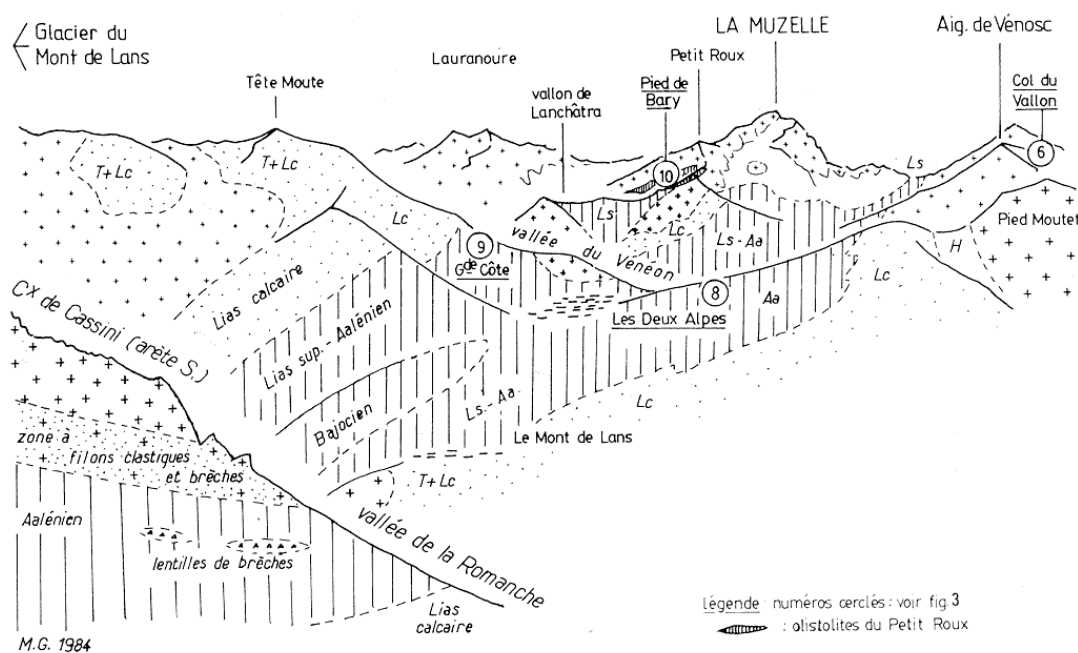 Glacier du
Mont de Lans
Tête Moute
Lauranoure
vallon de
Lanchâtra
Pied de
Bary
Petit Roux
LA MUZELLE
Aig. de Vénosc
Col du
Vallon
T+Lc
T+Lc
Lc
10
Ls
6
Ls
Lc
Ls-Aa
Pied Moutet
H
9
Gde Côte
vallée du Vénéon
8
Les Deux Alpes
Aa
Lc
Lias calcaire
Cx de Cassini (arète S.)
Lias sup.-Aalénien
Bajocien
Ls-Aa
Lc
Le Mont de Lans
T+Lc
zone à
filons clastiques
et brèches
Aalénien
lentilles de brèches
vallée de la Romanche
Lias
calcaire
légende numéros cerclés: voir fig.3
: olistolites du Petit Roux
M.G. 1984